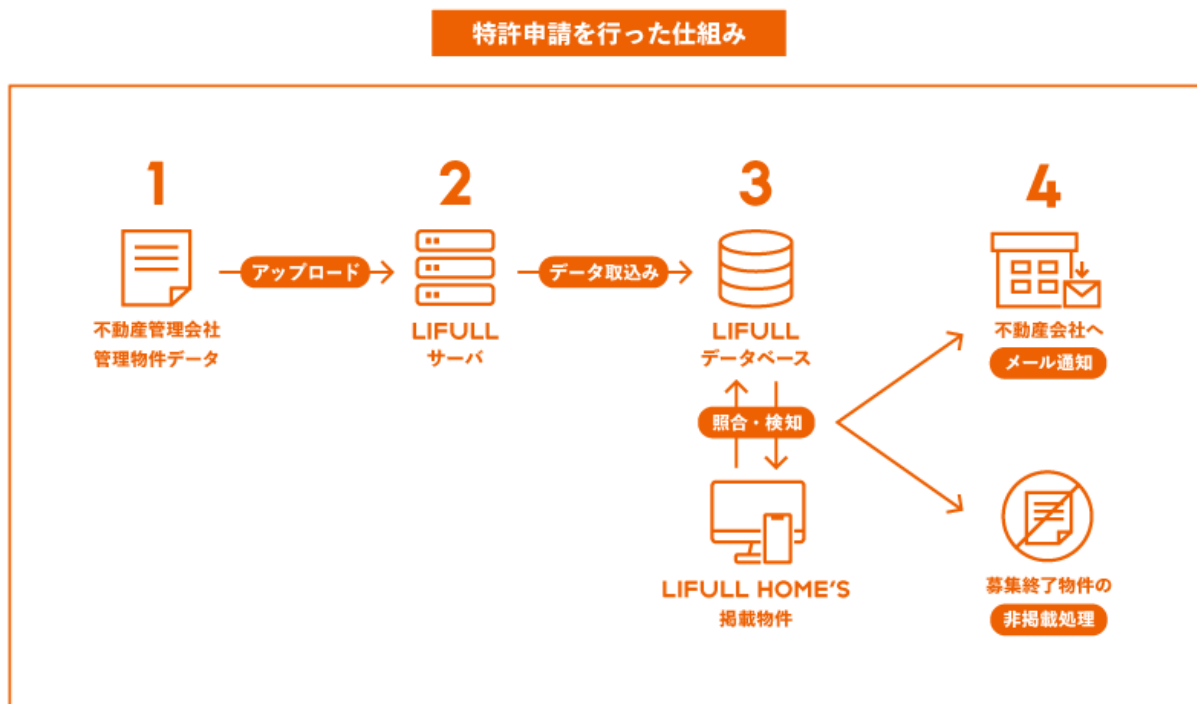 特許申請を行った仕組み
1
2
3
4
不動産管理会社
管理物件データ
アップロード
LIFULL
サーバ
データ取込み
LIFULL
データベース
照合・検知
LIFULL HOME'S
掲載物件
不動産会社へ
メール通知
募集終了物件の
非掲載処理